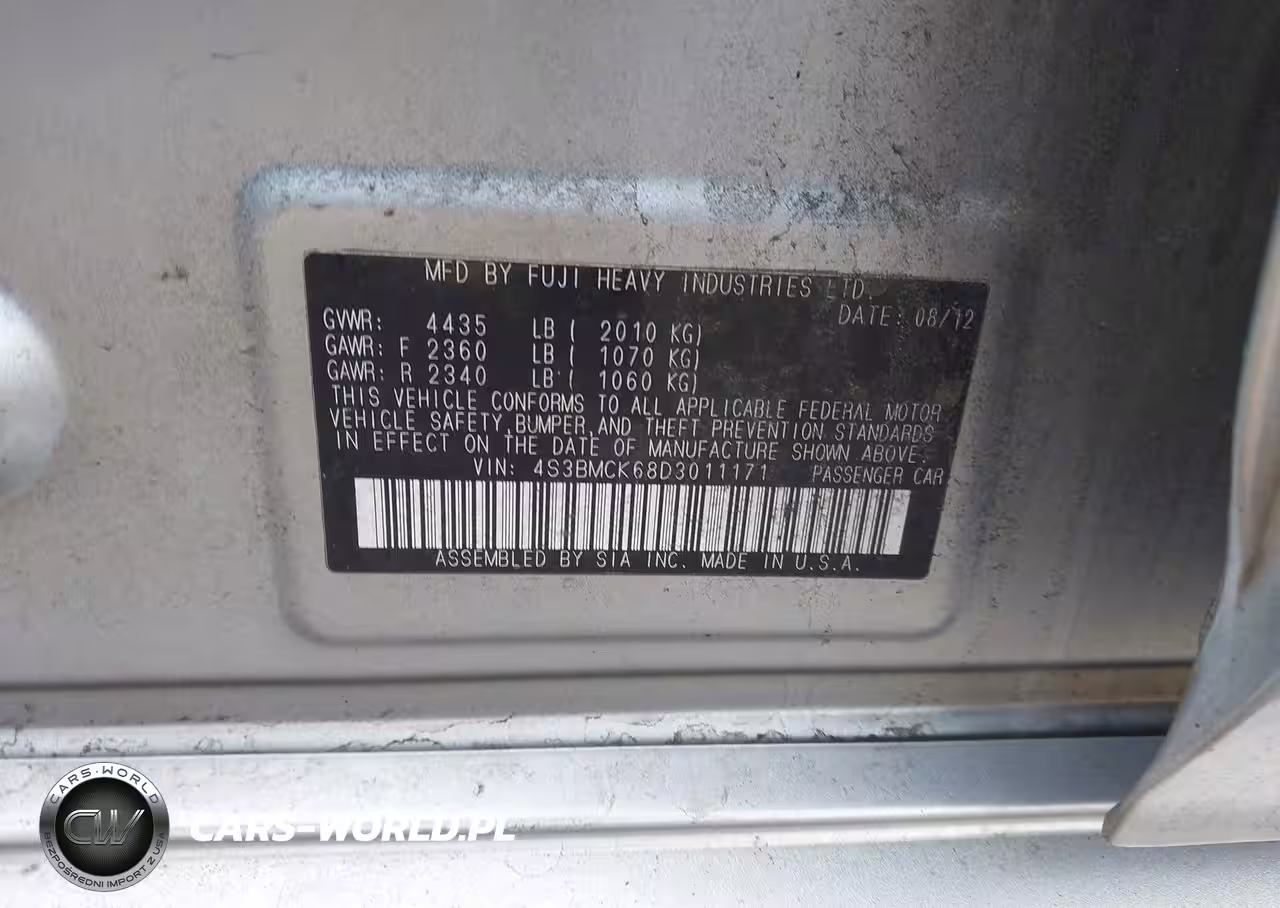 MFD BY FUJI HEAVY INDUSTRIES LTD.
DATE: 08/12
GVWR: 4435 LB ( 2010 KG)
GAWR: F 2360 LB ( 1070 KG)
GAWR: R 2340 LB ( 1060 KG)
THIS VEHICLE CONFORMS TO ALL APPLICABLE FEDERAL MOTOR
VEHICLE SAFETY, BUMPER, AND THEFT PREVENTION STANDARDS
IN EFFECT ON THE DATE OF MANUFACTURE SHOWN ABOVE.
VIN: 4S3BMCK68D3011171 PASSENGER CAR
ASSEMBLED BY SIA INC. MADE IN U.S.A.
CARS-WORLD
CW
BEZPOŚREDNI IMPORT Z USA
CARS-WORLD.PL